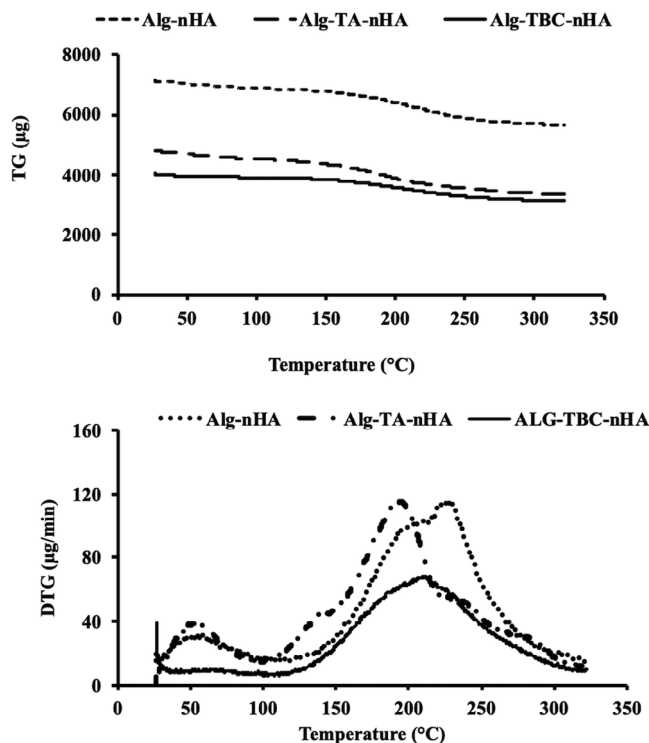 Alg-nHA Alg-TA-nHA Alg-TBC-nHA
8000
6000
4000
2000
0
TG (µg)
0 50 100 150 200 250 300 350
Temperature (°C)
Alg-nHA Alg-TA-nHA ALG-TBC-nHA
160
120
80
40
0
DTG (µg/min)
0 50 100 150 200 250 300 350
Temperature (°C)